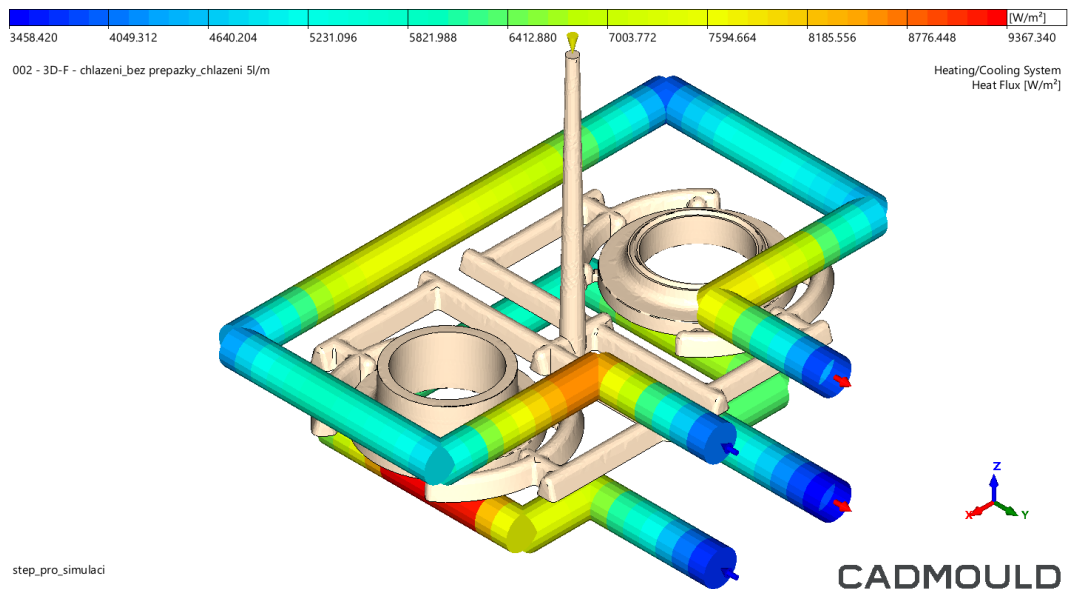 [W/m²]
3458.420 4049.312 4640.204 5231.096 5821.988 6412.880 7003.772 7594.664 8185.556 8776.448 9367.340
002 - 3D-F - chlazeni_bez prepazky_chlazeni 5l/m
Heating/Cooling System
Heat Flux [W/m²]
Z
X
Y
step_pro_simulaci
CADMOULD